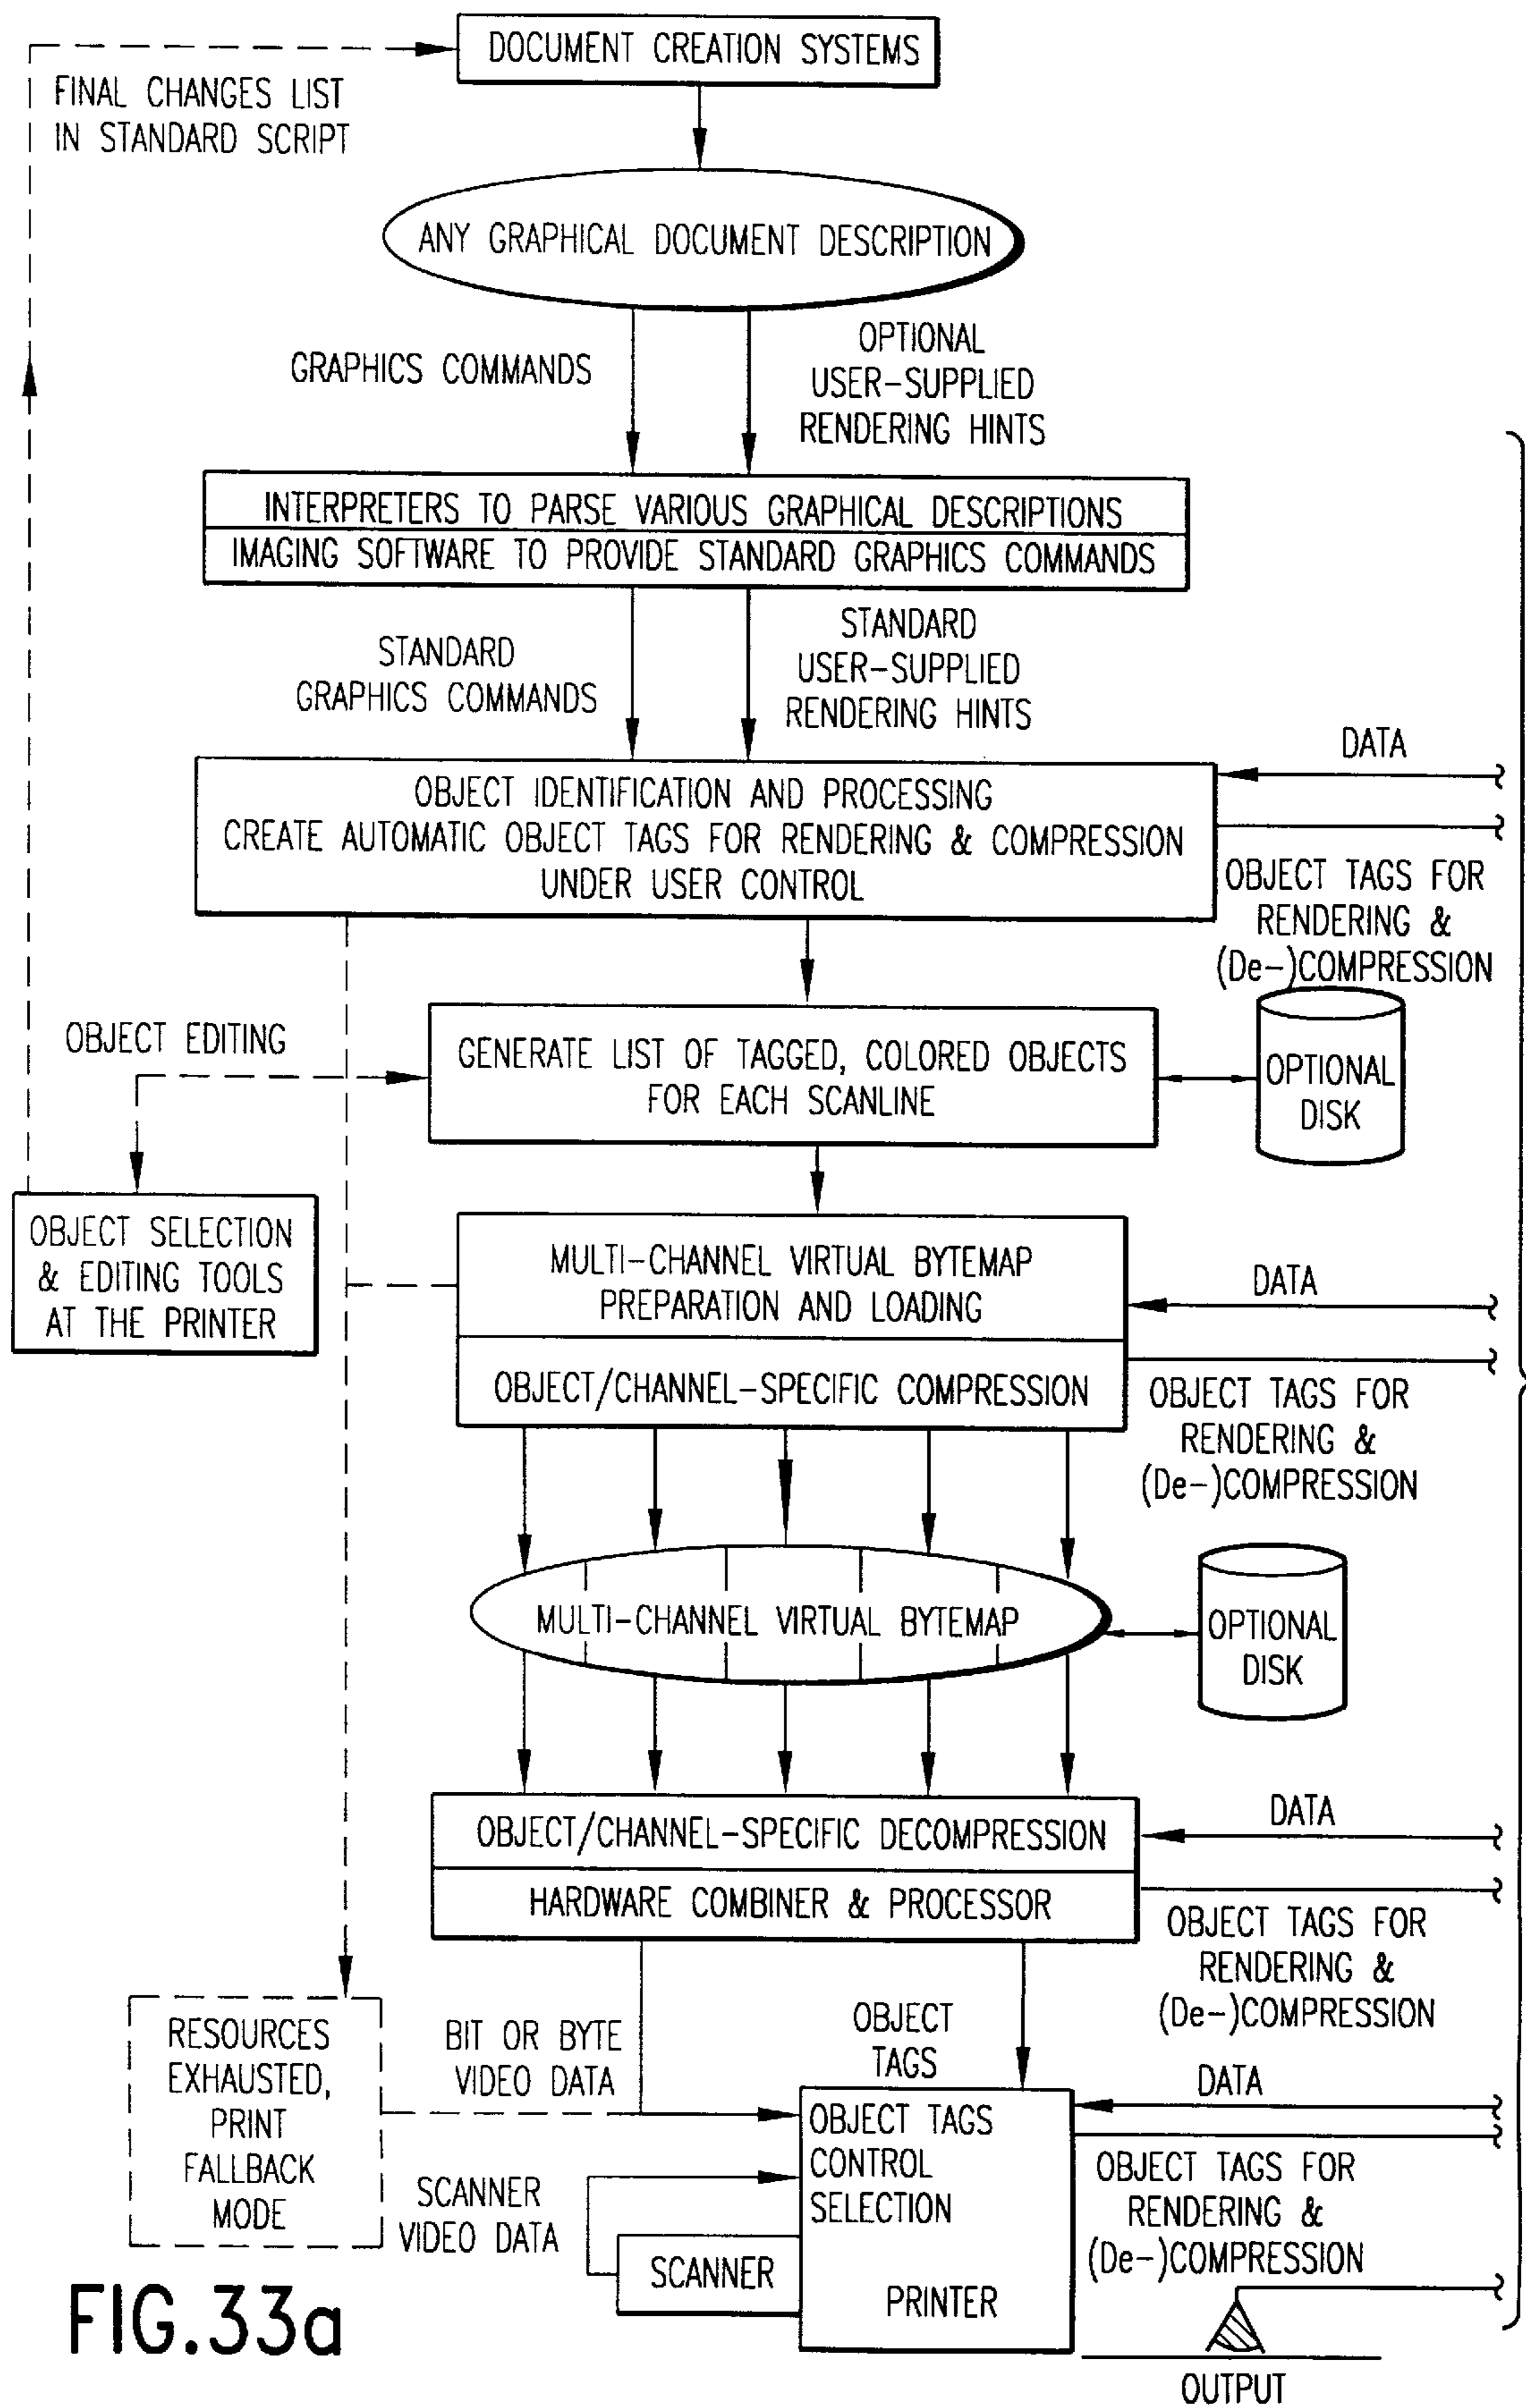 DOCUMENT CREATION SYSTEMS
FINAL CHANGES LIST
IN STANDARD SCRIPT
ANY GRAPHICAL DOCUMENT DESCRIPTION
GRAPHICS COMMANDS
OPTIONAL
USER-SUPPLIED
RENDERING HINTS
INTERPRETERS TO PARSE VARIOUS GRAPHICAL DESCRIPTIONS
IMAGING SOFTWARE TO PROVIDE STANDARD GRAPHICS COMMANDS
STANDARD
GRAPHICS COMMANDS
STANDARD
USER-SUPPLIED
RENDERING HINTS
DATA
OBJECT IDENTIFICATION AND PROCESSING
CREATE AUTOMATIC OBJECT TAGS FOR RENDERING & COMPRESSION
UNDER USER CONTROL
OBJECT TAGS FOR
RENDERING &
(De-)COMPRESSION
OBJECT EDITING
GENERATE LIST OF TAGGED, COLORED OBJECTS
FOR EACH SCANLINE
OPTIONAL
DISK
OBJECT SELECTION
& EDITING TOOLS
AT THE PRINTER
MULTI-CHANNEL VIRTUAL BYTEMAP
PREPARATION AND LOADING
DATA
OBJECT/CHANNEL-SPECIFIC COMPRESSION
OBJECT TAGS FOR
RENDERING &
(De-)COMPRESSION
MULTI-CHANNEL VIRTUAL BYTEMAP
OPTIONAL
DISK
OBJECT/CHANNEL-SPECIFIC DECOMPRESSION
DATA
HARDWARE COMBINER & PROCESSOR
OBJECT TAGS FOR
RENDERING &
(De-)COMPRESSION
RESOURCES
EXHAUSTED,
PRINT
FALLBACK
MODE
BIT OR BYTE
VIDEO DATA
OBJECT
TAGS
DATA
OBJECT TAGS
CONTROL
SELECTION
OBJECT TAGS FOR
RENDERING &
(De-)COMPRESSION
SCANNER
VIDEO DATA
SCANNER
PRINTER
OUTPUT
FIG.33a